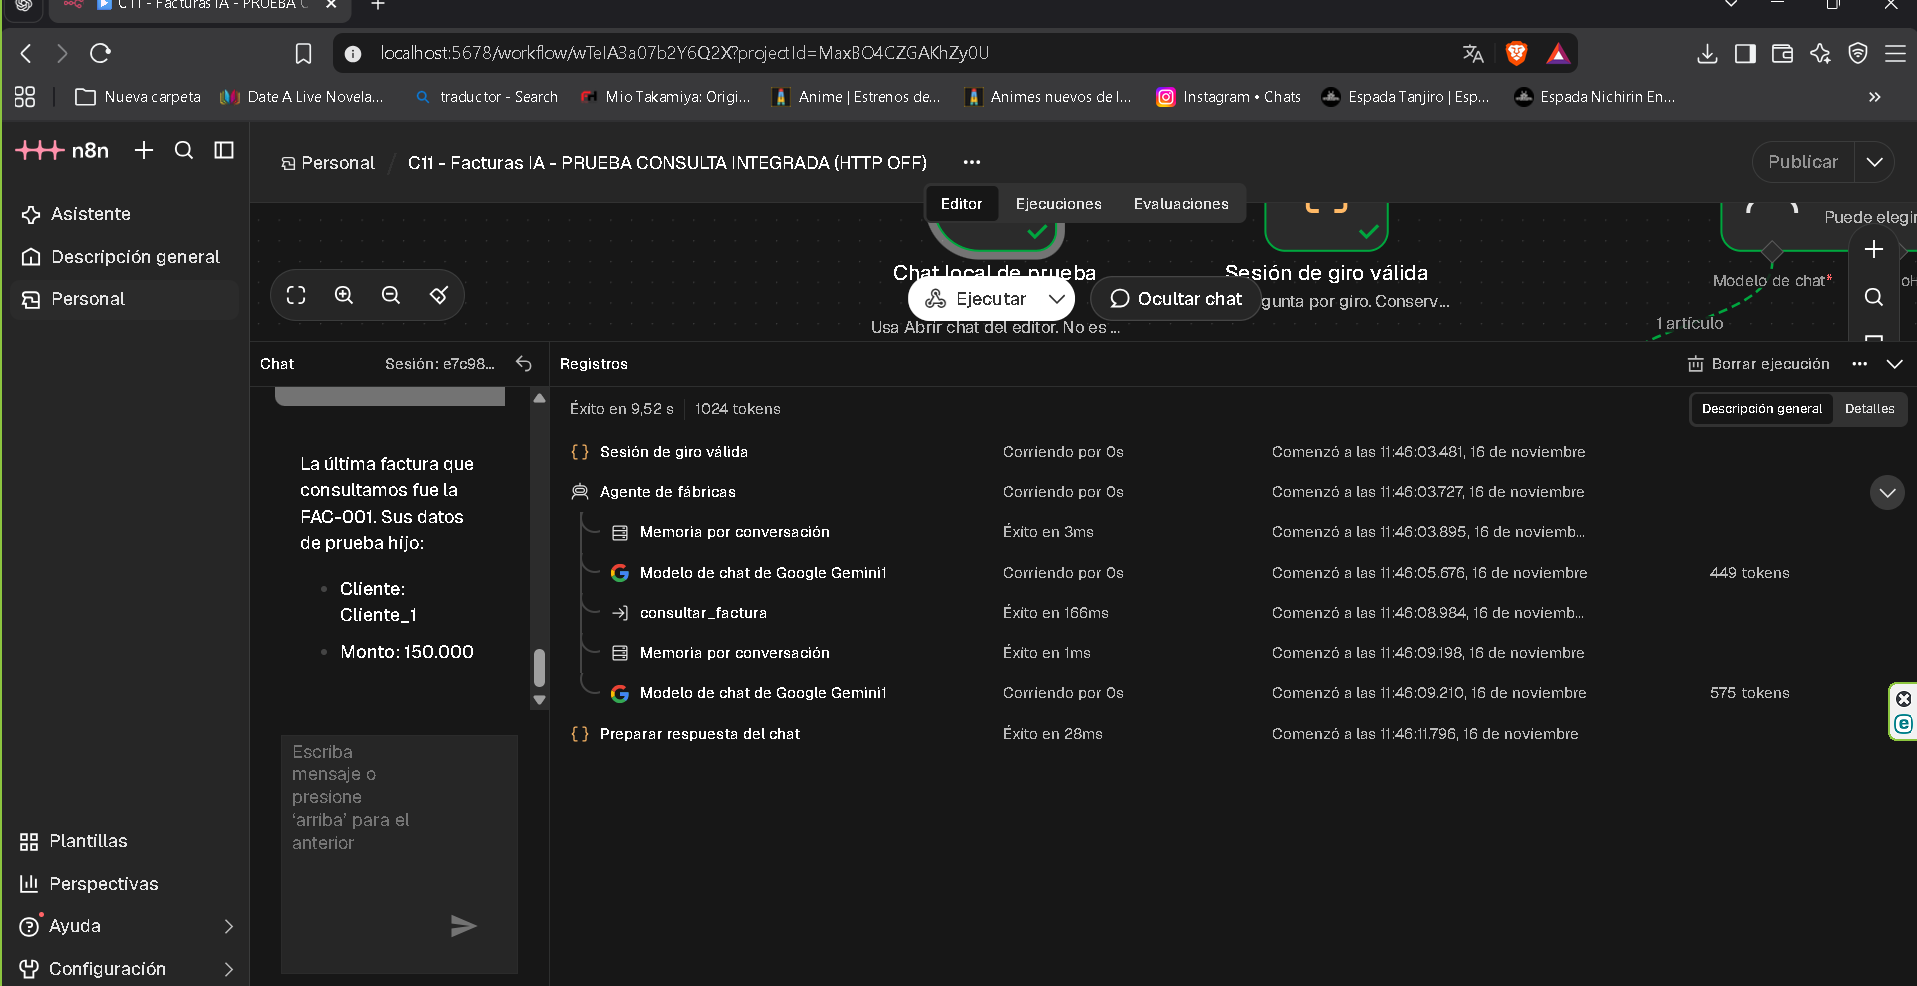 C11 - Facturas IA - PRUEBA C
localhost:5678/workflow/wTeIA3a07b2Y6Q2X?projectId=MaxBO4CZGAKhZy0U
Nueva carpeta
Date A Live Novela...
traductor - Search
Mio Takamiya: Origi...
Anime | Estrenos de...
Animes nuevos de l...
Instagram • Chats
Espada Tanjiro | Esp...
Espada Nichirin En...
»
n8n
Personal / C11 - Facturas IA - PRUEBA CONSULTA INTEGRADA (HTTP OFF) ...
Publicar
Editor Ejecuciones Evaluaciones
Asistente
Descripción general
Personal
Plantillas
Perspectivas
Ayuda
Configuración
Puede elegir
Chat local de prueba
Usa Abrir chat del editor. No es ...
Sesión de giro válida
gunta por giro. Conserv...
Modelo de chat*
1 artículo
Ejecutar
Ocultar chat
Chat
Sesión: e7c98...
La última factura que
consultamos fue la
FAC-001. Sus datos
de prueba hijo:
• Cliente:
Cliente_1
• Monto: 150.000
Escriba
mensaje o
presione
‘arriba’ para el
anterior
Registros
Borrar ejecución ...
Éxito en 9,52 s | 1024 tokens
Descripción general Detalles
Sesión de giro válida Corriendo por 0s Comenzó a las 11:46:03.481, 16 de noviembre
Agente de fábricas Corriendo por 0s Comenzó a las 11:46:03.727, 16 de noviembre
Memoria por conversación Éxito en 3ms Comenzó a las 11:46:03.895, 16 de noviemb...
Modelo de chat de Google Gemini1 Corriendo por 0s Comenzó a las 11:46:05.676, 16 de noviembre 449 tokens
consultar_factura Éxito en 166ms Comenzó a las 11:46:08.984, 16 de noviemb...
Memoria por conversación Éxito en 1ms Comenzó a las 11:46:09.198, 16 de noviembre
Modelo de chat de Google Gemini1 Corriendo por 0s Comenzó a las 11:46:09.210, 16 de noviembre 575 tokens
Preparar respuesta del chat Éxito en 28ms Comenzó a las 11:46:11.796, 16 de noviembre